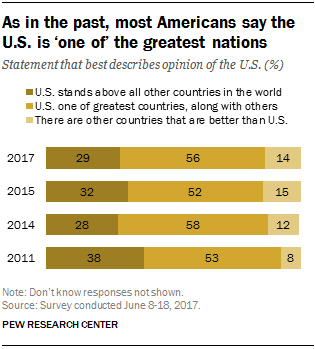 As in the past, most Americans say the
U.S. is ‘one of’ the greatest nations
Statement that best describes opinion of the U.S. (%)
U.S. stands above all other countries in the world
U.S. one of greatest countries, along with others
There are other countries that are better than U.S.
2017 29 56 14
2015 32 52 15
2014 28 58 12
2011 38 53 8
Note: Don’t know responses not shown.
Source: Survey conducted June 8-18, 2017.
PEW RESEARCH CENTER